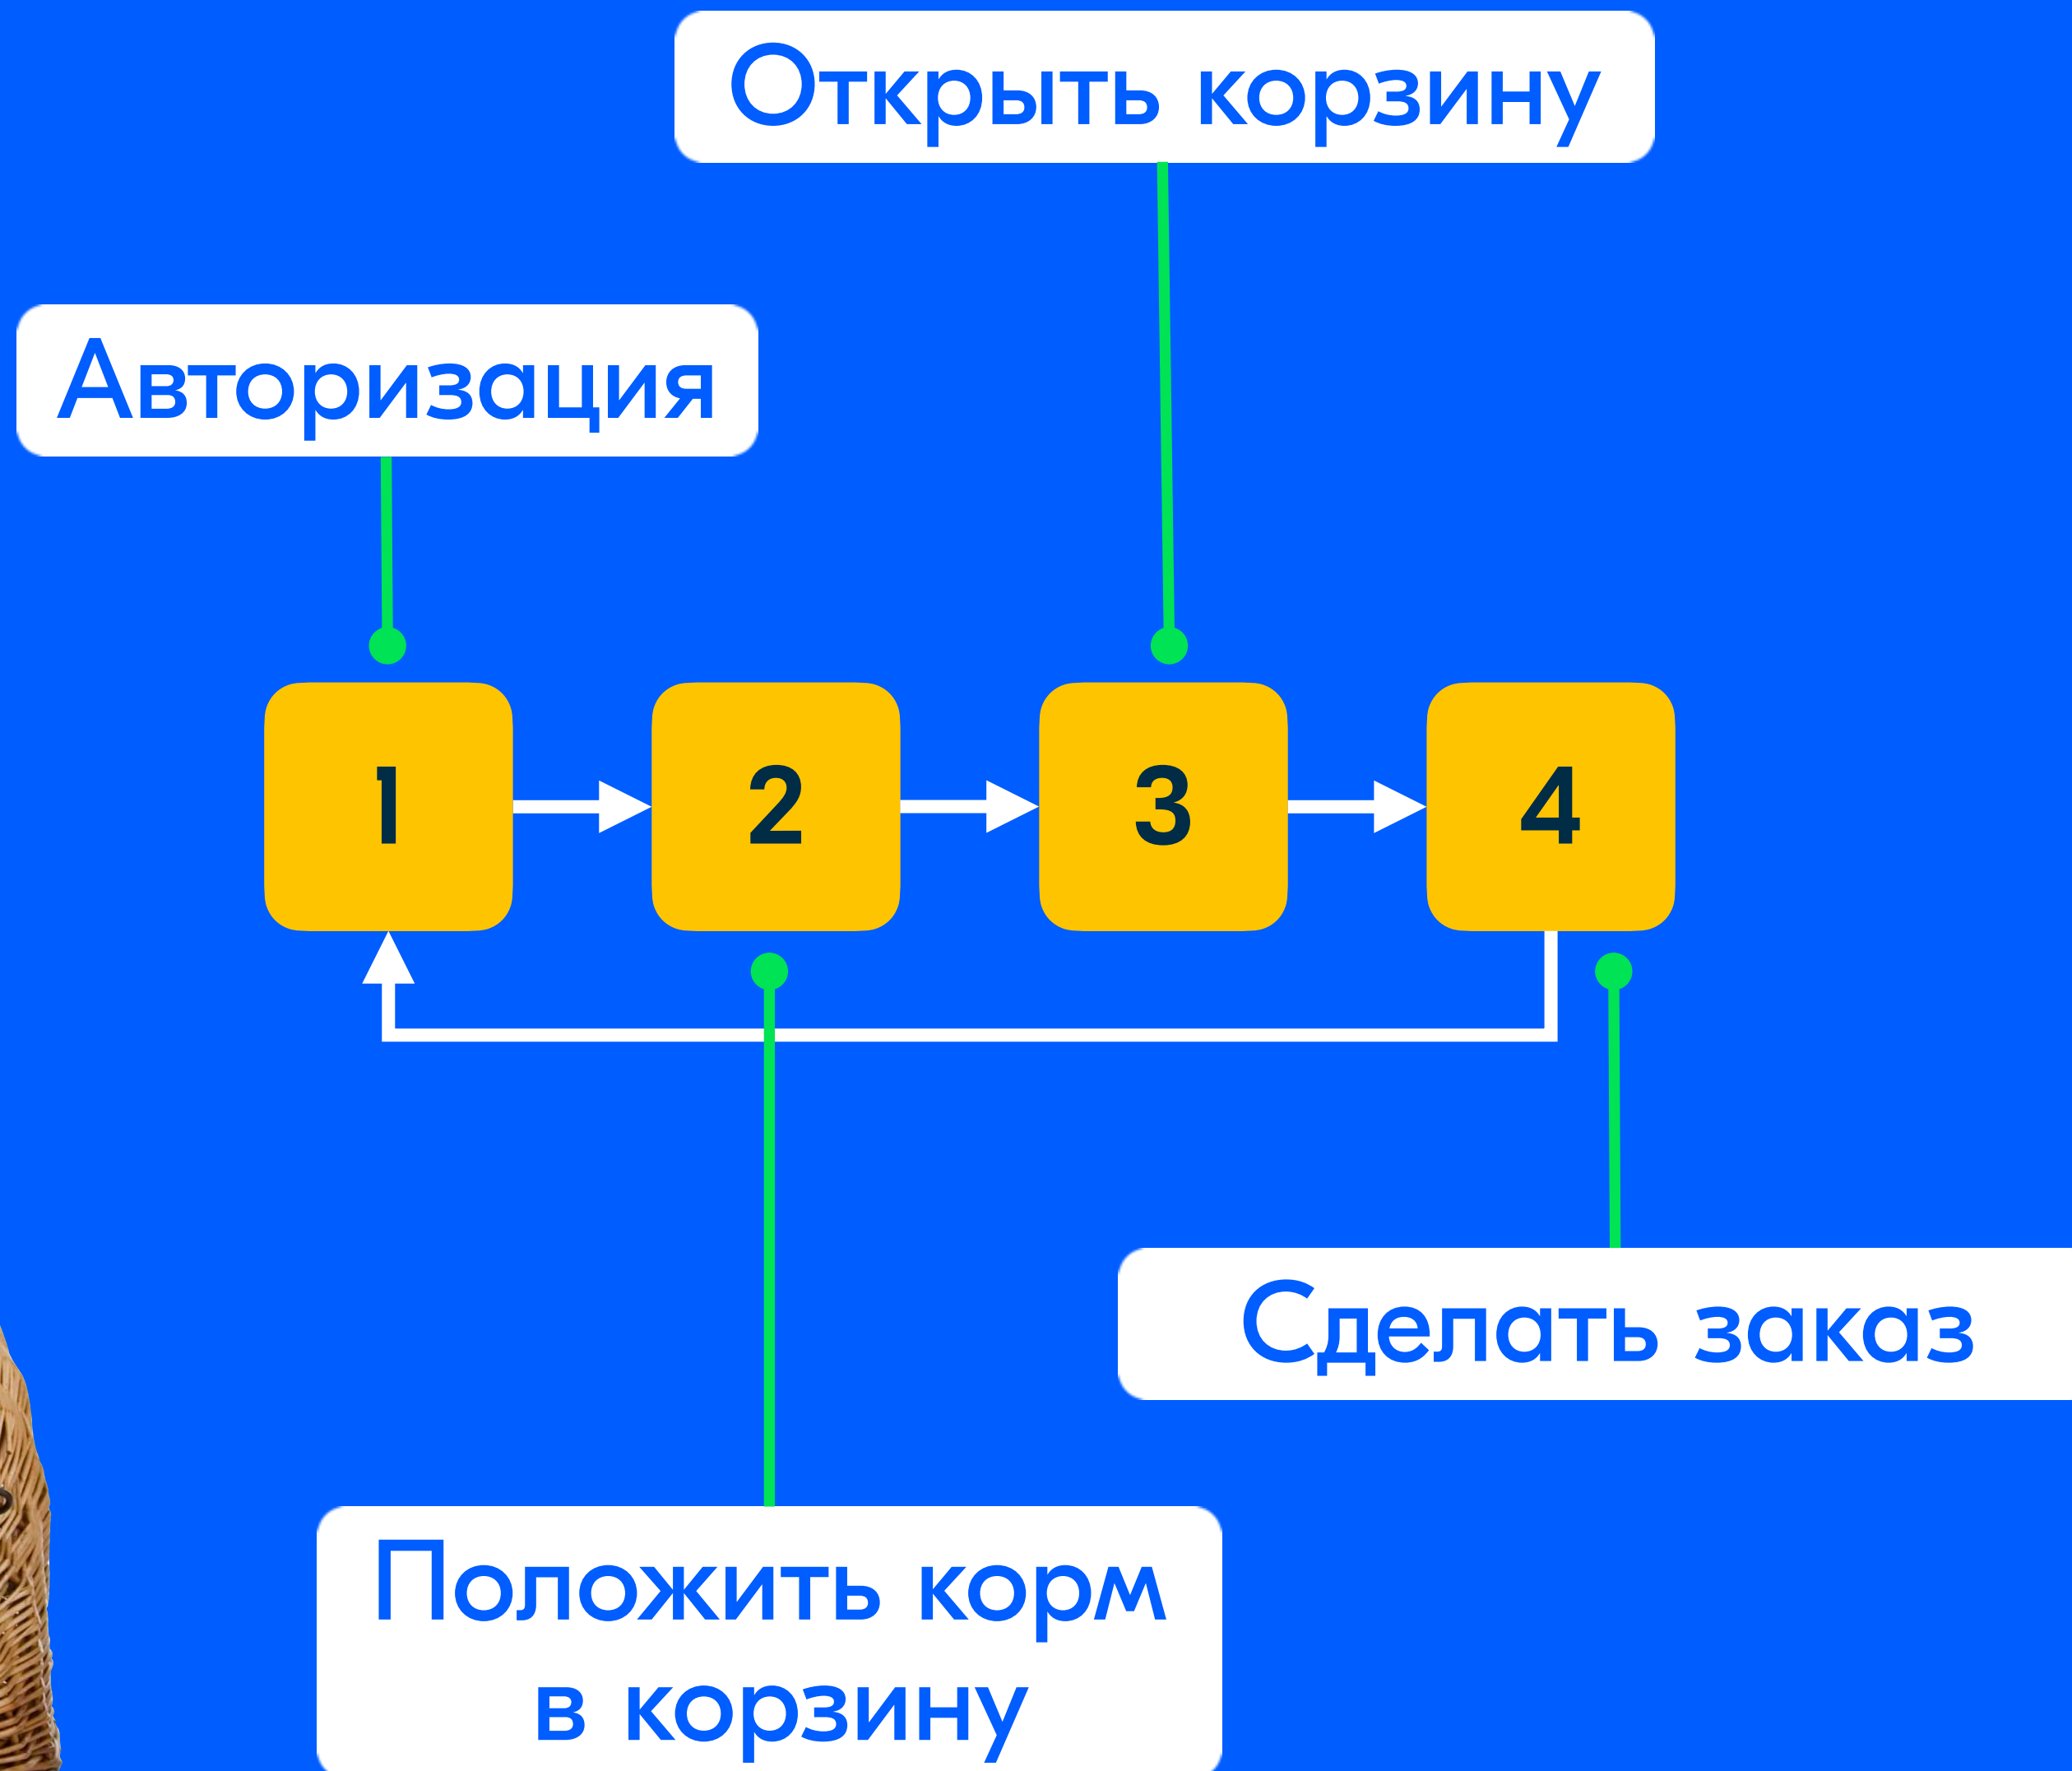 Открыть корзину
Авторизация
1
2
3
4
Сделать заказ
Положить корм
в корзину